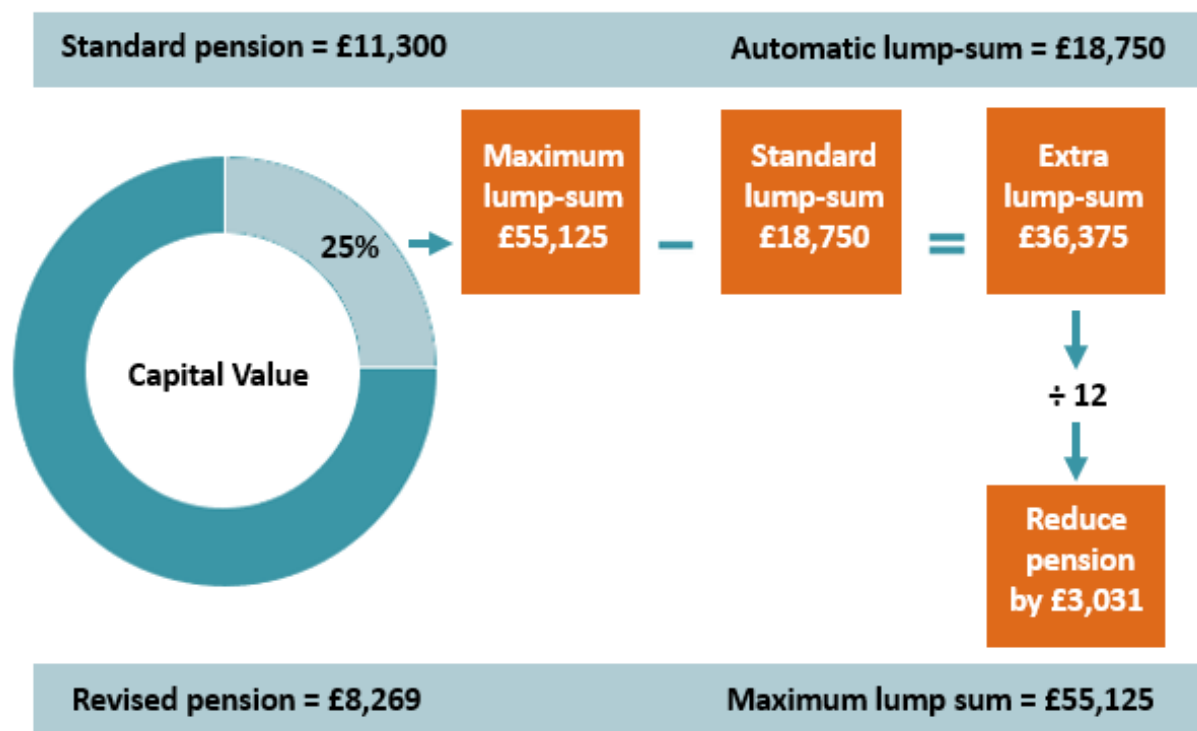 Standard pension = £11,300
Automatic lump-sum = £18,750
Maximum
lump-sum
£55,125
–
Standard
lump-sum
£18,750
=
Extra
lump-sum
£36,375
25%
Capital Value
÷ 12
Reduce
pension
by £3,031
Revised pension = £8,269
Maximum lump sum = £55,125